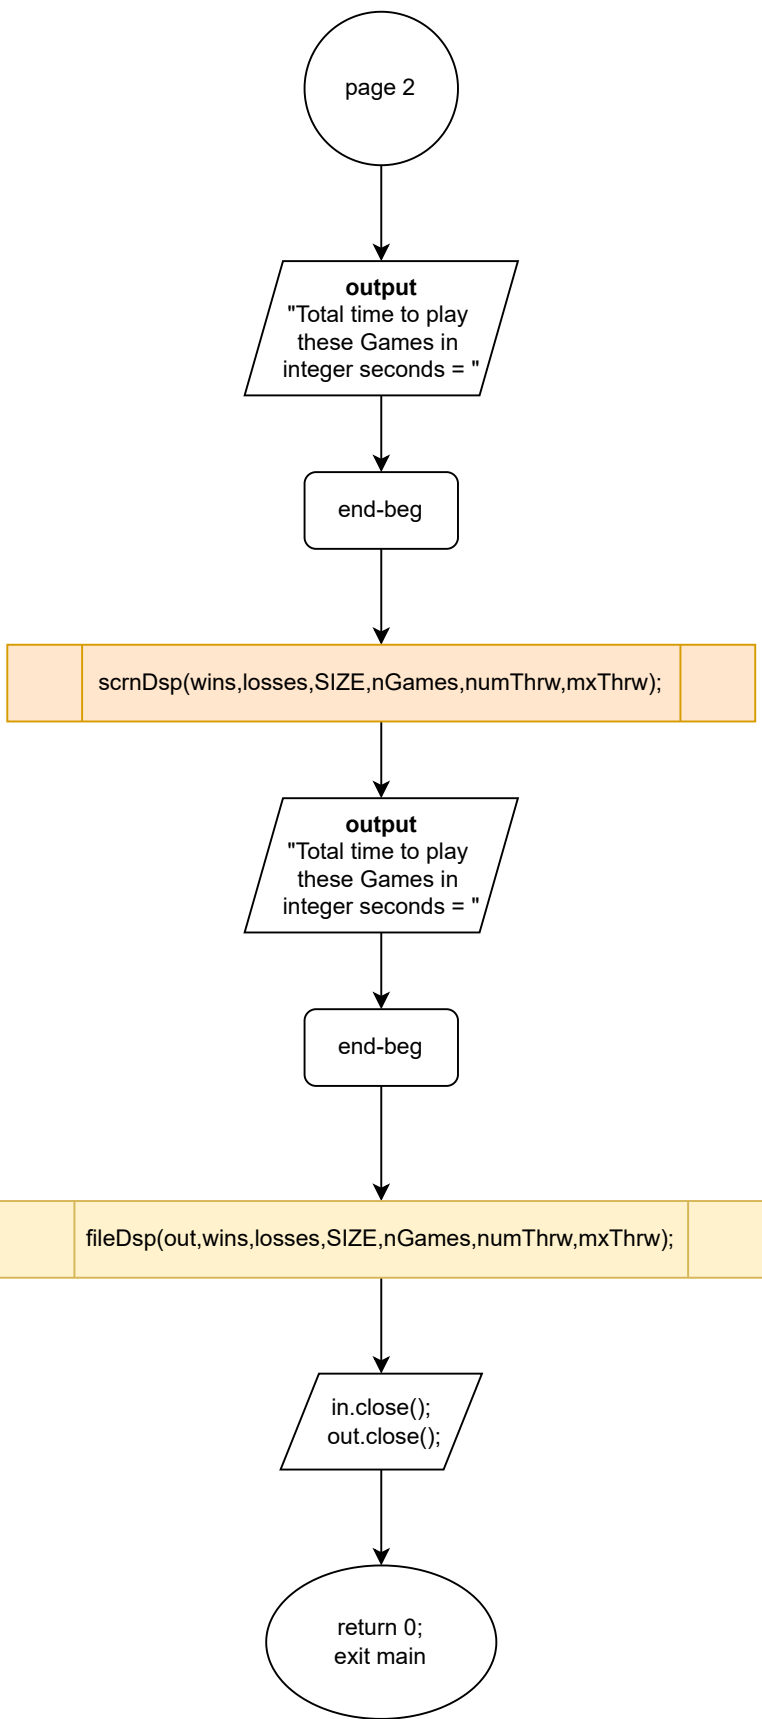 page 2
output
"Total time to play
these Games in
integer seconds = "
end-beg
scrnDsp(wins,losses,SIZE,nGames,numThrw,mxThrw);
output
"Total time to play
these Games in
integer seconds = "
end-beg
fileDsp(out,wins,losses,SIZE,nGames,numThrw,mxThrw);
in.close();
out.close();
return 0;
exit main